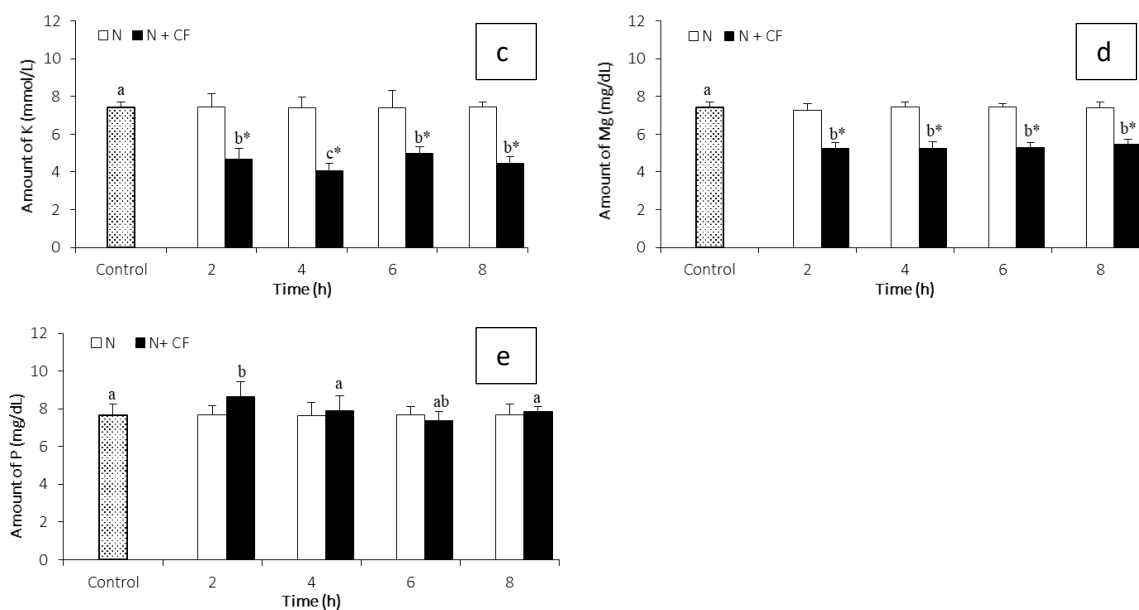 N N + CF
c
Amount of K (mmol/L)
12
10
8
6
4
2
0
a
b*
c*
b*
b*
Control 2 4 6 8
Time (h)
N N + CF
d
Amount of Mg (mg/dL)
12
10
8
6
4
2
0
a
b*
b*
b*
b*
Control 2 4 6 8
Time (h)
N N+ CF
e
Amount of P (mg/dL)
12
10
8
6
4
2
0
a
b
a
ab
a
Control 2 4 6 8
Time (h)